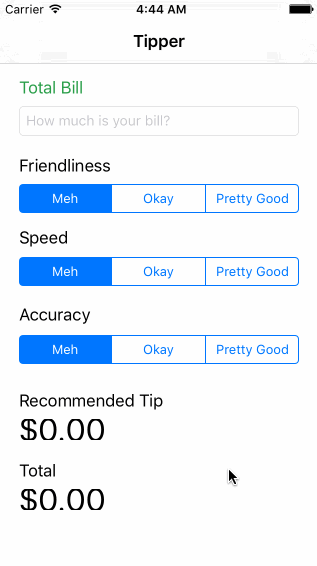 Carrier 4:44 AM
Tipper
Total Bill
How much is your bill?
Friendliness
Meh Okay Pretty Good
Speed
Meh Okay Pretty Good
Accuracy
Meh Okay Pretty Good
Recommended Tip
$0.00
Total
$0.00